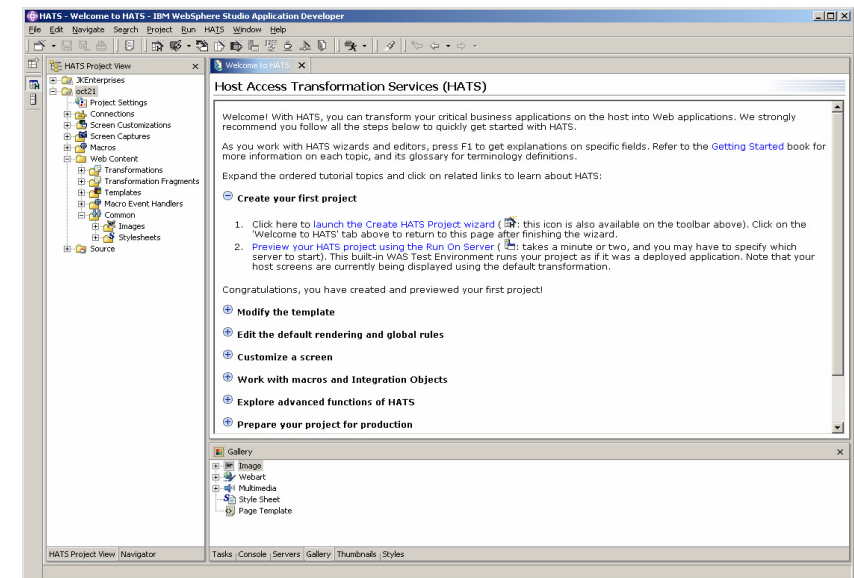 HATS - Welcome to HATS - IBM WebSphere Studio Application Developer
File Edit Navigate Search Project Run HATS Window Help
HATS Project View
JKEnterprises
oct21
Project Settings
Connections
Screen Customizations
Screen Captures
Macros
Web Content
Transformations
Transformation Fragments
Templates
Macro Event Handlers
Common
Images
Stylesheets
Source
HATS Project View Navigator
Welcome to HATS
Host Access Transformation Services (HATS)
Welcome! With HATS, you can transform your critical business applications on the host into Web applications. We strongly
recommend you follow all the steps below to quickly get started with HATS.
As you work with HATS wizards and editors, press F1 to get explanations on specific fields. Refer to the Getting Started book for
more information on each topic, and its glossary for terminology definitions.
Expand the ordered tutorial topics and click on related links to learn about HATS:
Create your first project
1. Click here to launch the Create HATS Project wizard ( : this icon is also available on the toolbar above). Click on the
'Welcome to HATS' tab above to return to this page after finishing the wizard.
2. Preview your HATS project using the Run On Server ( : takes a minute or two, and you may have to specify which
server to start). This built-in WAS Test Environment runs your project as if it was a deployed application. Note that your
host screens are currently being displayed using the default transformation.
Congratulations, you have created and previewed your first project!
Modify the template
Edit the default rendering and global rules
Customize a screen
Work with macros and Integration Objects
Explore advanced functions of HATS
Prepare your project for production
Gallery
Image
Webart
Multimedia
Style Sheet
Page Template
Tasks Console Servers Gallery Thumbnails Styles